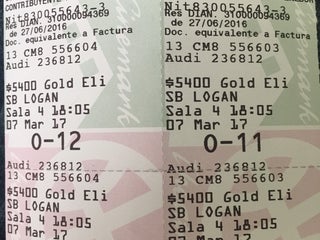 CONTRIBUYENTE
Nit830055643-3
Res DIAN. 310000094369
de 27/06/2016
Doc. equivalente a Factura
13 CM8 556604
Audi 236812
$5400 Gold Eli
SB LOGAN
Sala 4 18:05
07 Mar 17
O-12
Audi 236812
13 CM8 556604
$5400 Gold Eli
SB LOGAN
Sala 4 18:05
07 Mar 17
Nit830055643-3
Res DIAN. 310000094369
de 27/06/2016
Doc. equivalente a Factura
13 CM8 556603
Audi 236812
$5400 Gold Eli
SB LOGAN
Sala 4 18:05
07 Mar 17
O-11
Audi 236812
13 CM8 556603
$5400 Gold Eli
SB LOGAN
Sala 4 18:05
07 Mar 17